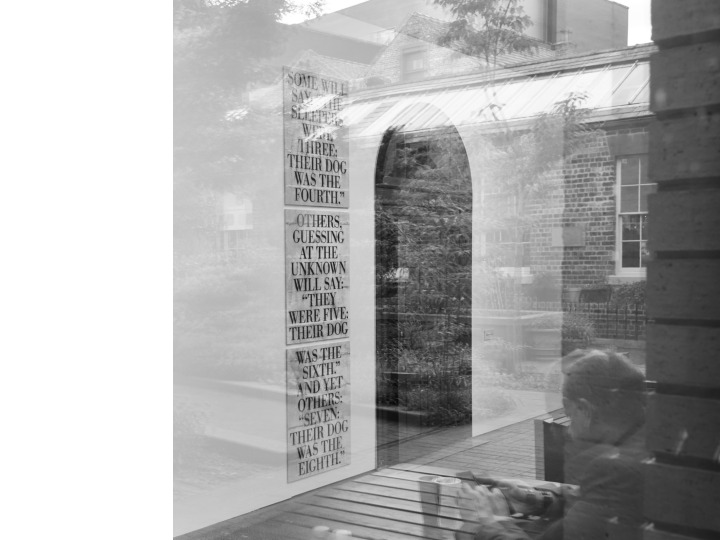 SOME WILL
SAY: "THE
SLEEPERS
WERE
THREE:
THEIR DOG
WAS THE
FOURTH."
OTHERS,
GUESSING
AT THE
UNKNOWN
WILL SAY:
"THEY
WERE FIVE:
THEIR DOG
WAS THE
SIXTH."
AND YET
OTHERS:
"SEVEN:
THEIR DOG
WAS THE
EIGHTH."